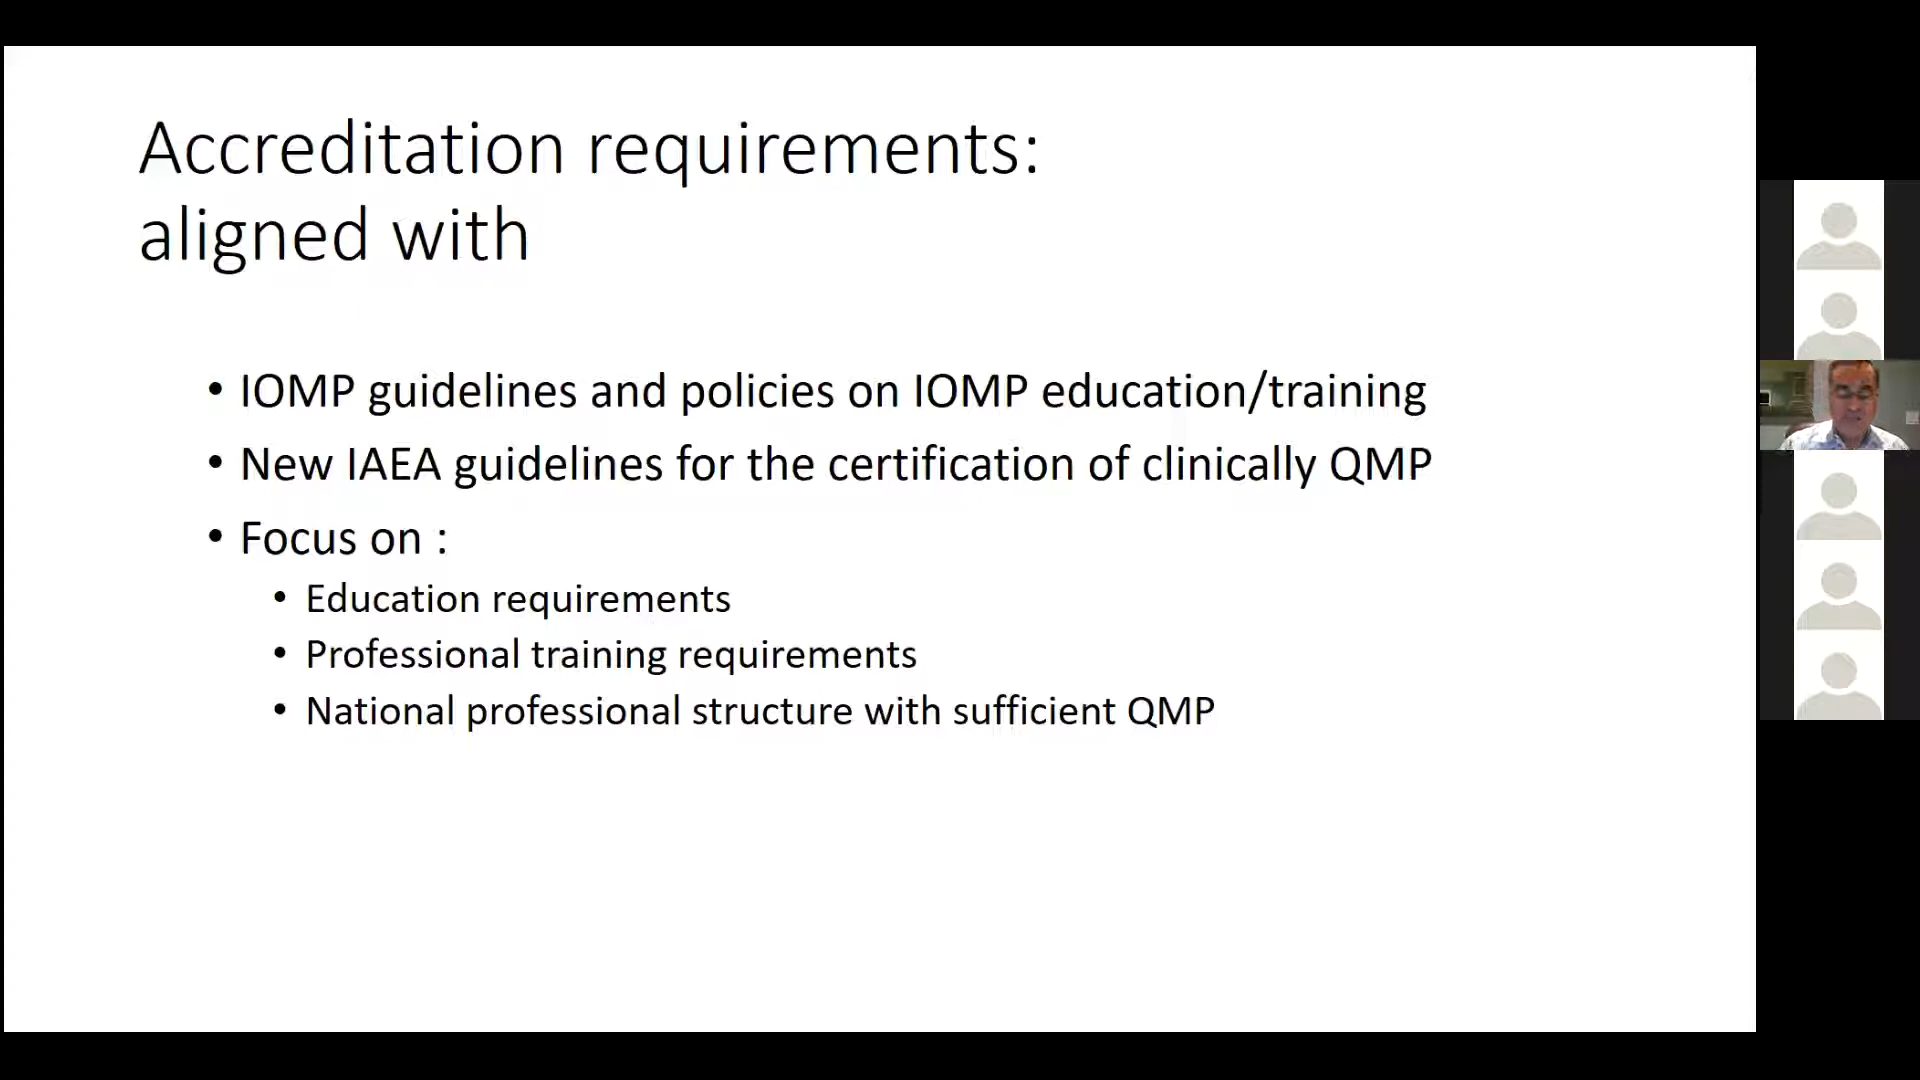 Accreditation requirements:
aligned with
• IOMP guidelines and policies on IOMP education/training
• New IAEA guidelines for the certification of clinically QMP
• Focus on :
• Education requirements
• Professional training requirements
• National professional structure with sufficient QMP